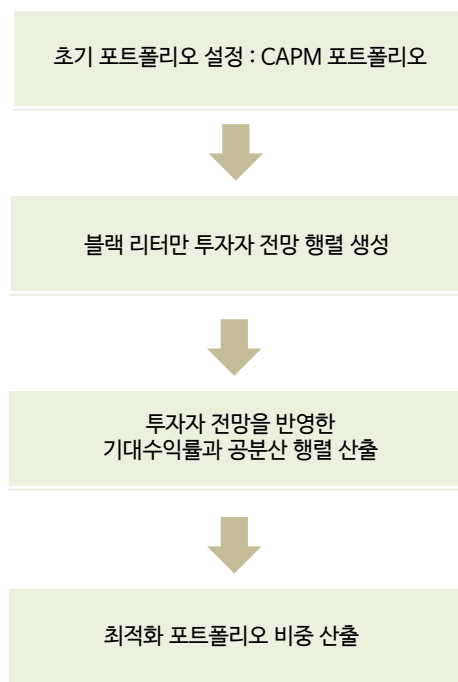 초기 포트폴리오 설정 : CAPM 포트폴리오
블랙 리터만 투자자 전망 행렬 생성
투자자 전망을 반영한
기대수익률과 공분산 행렬 산출
최적화 포트폴리오 비중 산출